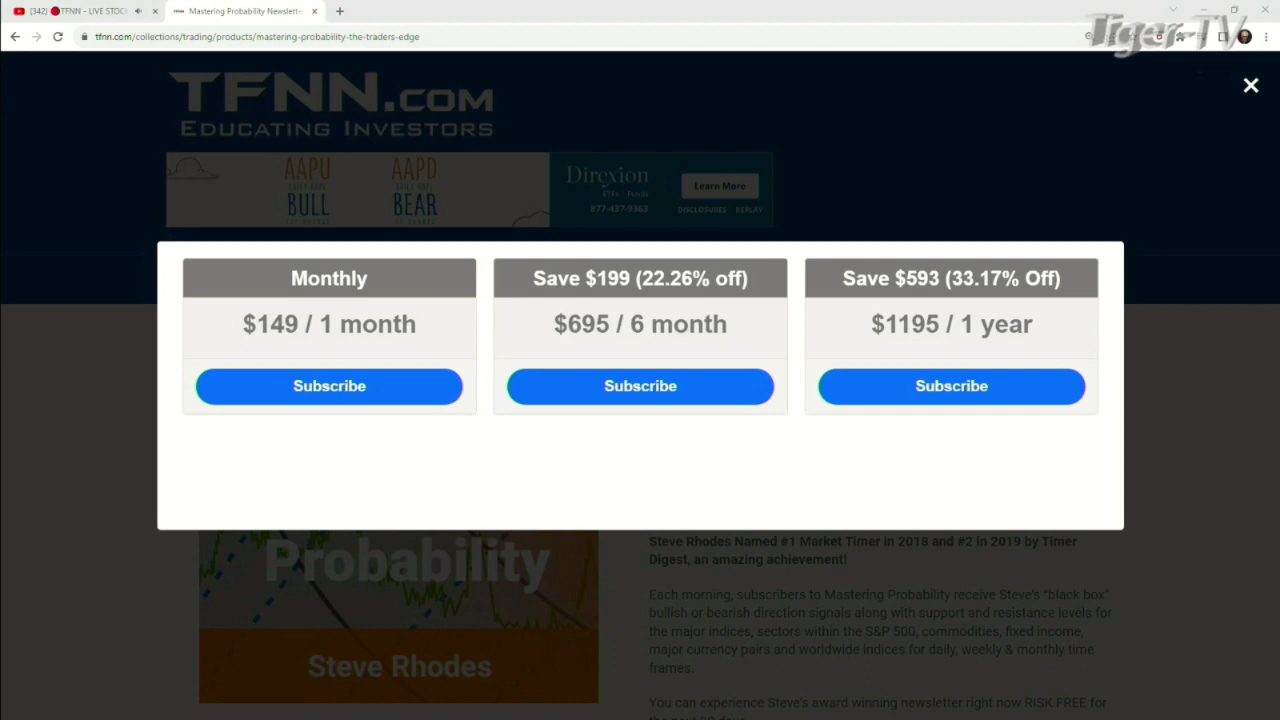 (342) TFNN - LIVE STOCK
Mastering Probability Newslette
tfnn.com/collections/trading/products/mastering-probability-the-traders-edge
Tiger-TV
TFNN.com
Educating Investors
AAPU
BULL
AAPD
BEAR
Direxion
877-437-9363
Learn More
DISCLOSURES REPLAY
Monthly
$149 / 1 month
Subscribe
Save $199 (22.26% off)
$695 / 6 month
Subscribe
Save $593 (33.17% Off)
$1195 / 1 year
Subscribe
Probability
Steve Rhodes
Steve Rhodes Named #1 Market Timer in 2018 and #2 in 2019 by Timer
Digest, an amazing achievement!
Each morning, subscribers to Mastering Probability receive Steve's "black box"
bullish or bearish direction signals along with support and resistance levels for
the major indices, sectors within the S&P 500, commodities, fixed income,
major currency pairs and worldwide indices for daily, weekly & monthly time
frames.
You can experience Steve's award winning newsletter right now RISK FREE for